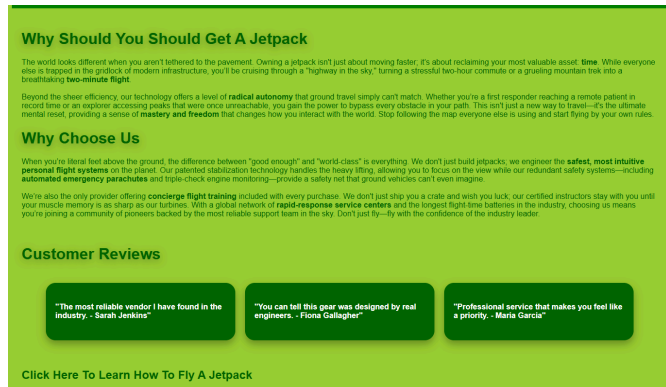 Why Should You Should Get A Jetpack
The world looks different when you aren't tethered to the pavement. Owning a jetpack isn't just about moving faster; it's about reclaiming your most valuable asset: time. While everyone
else is trapped in the gridlock of modern infrastructure, you'll be cruising through a "highway in the sky," turning a stressful two-hour commute or a grueling mountain trek into a
breathtaking two-minute flight.
Beyond the sheer efficiency, our technology offers a level of radical autonomy that ground travel simply can't match. Whether you're a first responder reaching a remote patient in
record time or an explorer accessing peaks that were once unreachable, you gain the power to bypass every obstacle in your path. This isn't just a new way to travel—it's the ultimate
mental reset, providing a sense of mastery and freedom that changes how you interact with the world. Stop following the map everyone else is using and start flying by your own rules.
Why Choose Us
When you're literal feet above the ground, the difference between "good enough" and "world-class" is everything. We don't just build jetpacks; we engineer the safest, most intuitive
personal flight systems on the planet. Our patented stabilization technology handles the heavy lifting, allowing you to focus on the view while our redundant safety systems—including
automated emergency parachutes and triple-check engine monitoring—provide a safety net that ground vehicles can't even imagine.
We're also the only provider offering concierge flight training included with every purchase. We don't just ship you a crate and wish you luck; our certified instructors stay with you until
your muscle memory is as sharp as our turbines. With a global network of rapid-response service centers and the longest flight-time batteries in the industry, choosing us means
you're joining a community of pioneers backed by the most reliable support team in the sky. Don't just fly—fly with the confidence of the industry leader.
Customer Reviews
"The most reliable vendor I have found in the
industry. - Sarah Jenkins"
"You can tell this gear was designed by real
engineers. - Fiona Gallagher"
"Professional service that makes you feel like
a priority. - Maria Garcia"
Click Here To Learn How To Fly A Jetpack